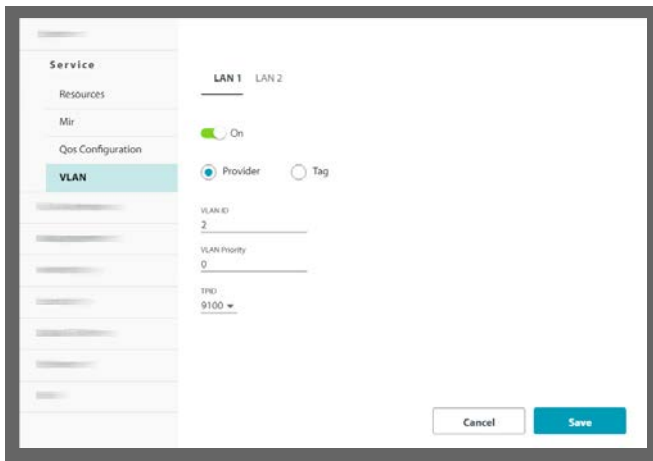 Service
Resources
Mir
Qos Configuration
VLAN
LAN 1 LAN 2
On
Provider Tag
VLAN ID
2
VLAN Priority
0
TPID
9100
Cancel Save